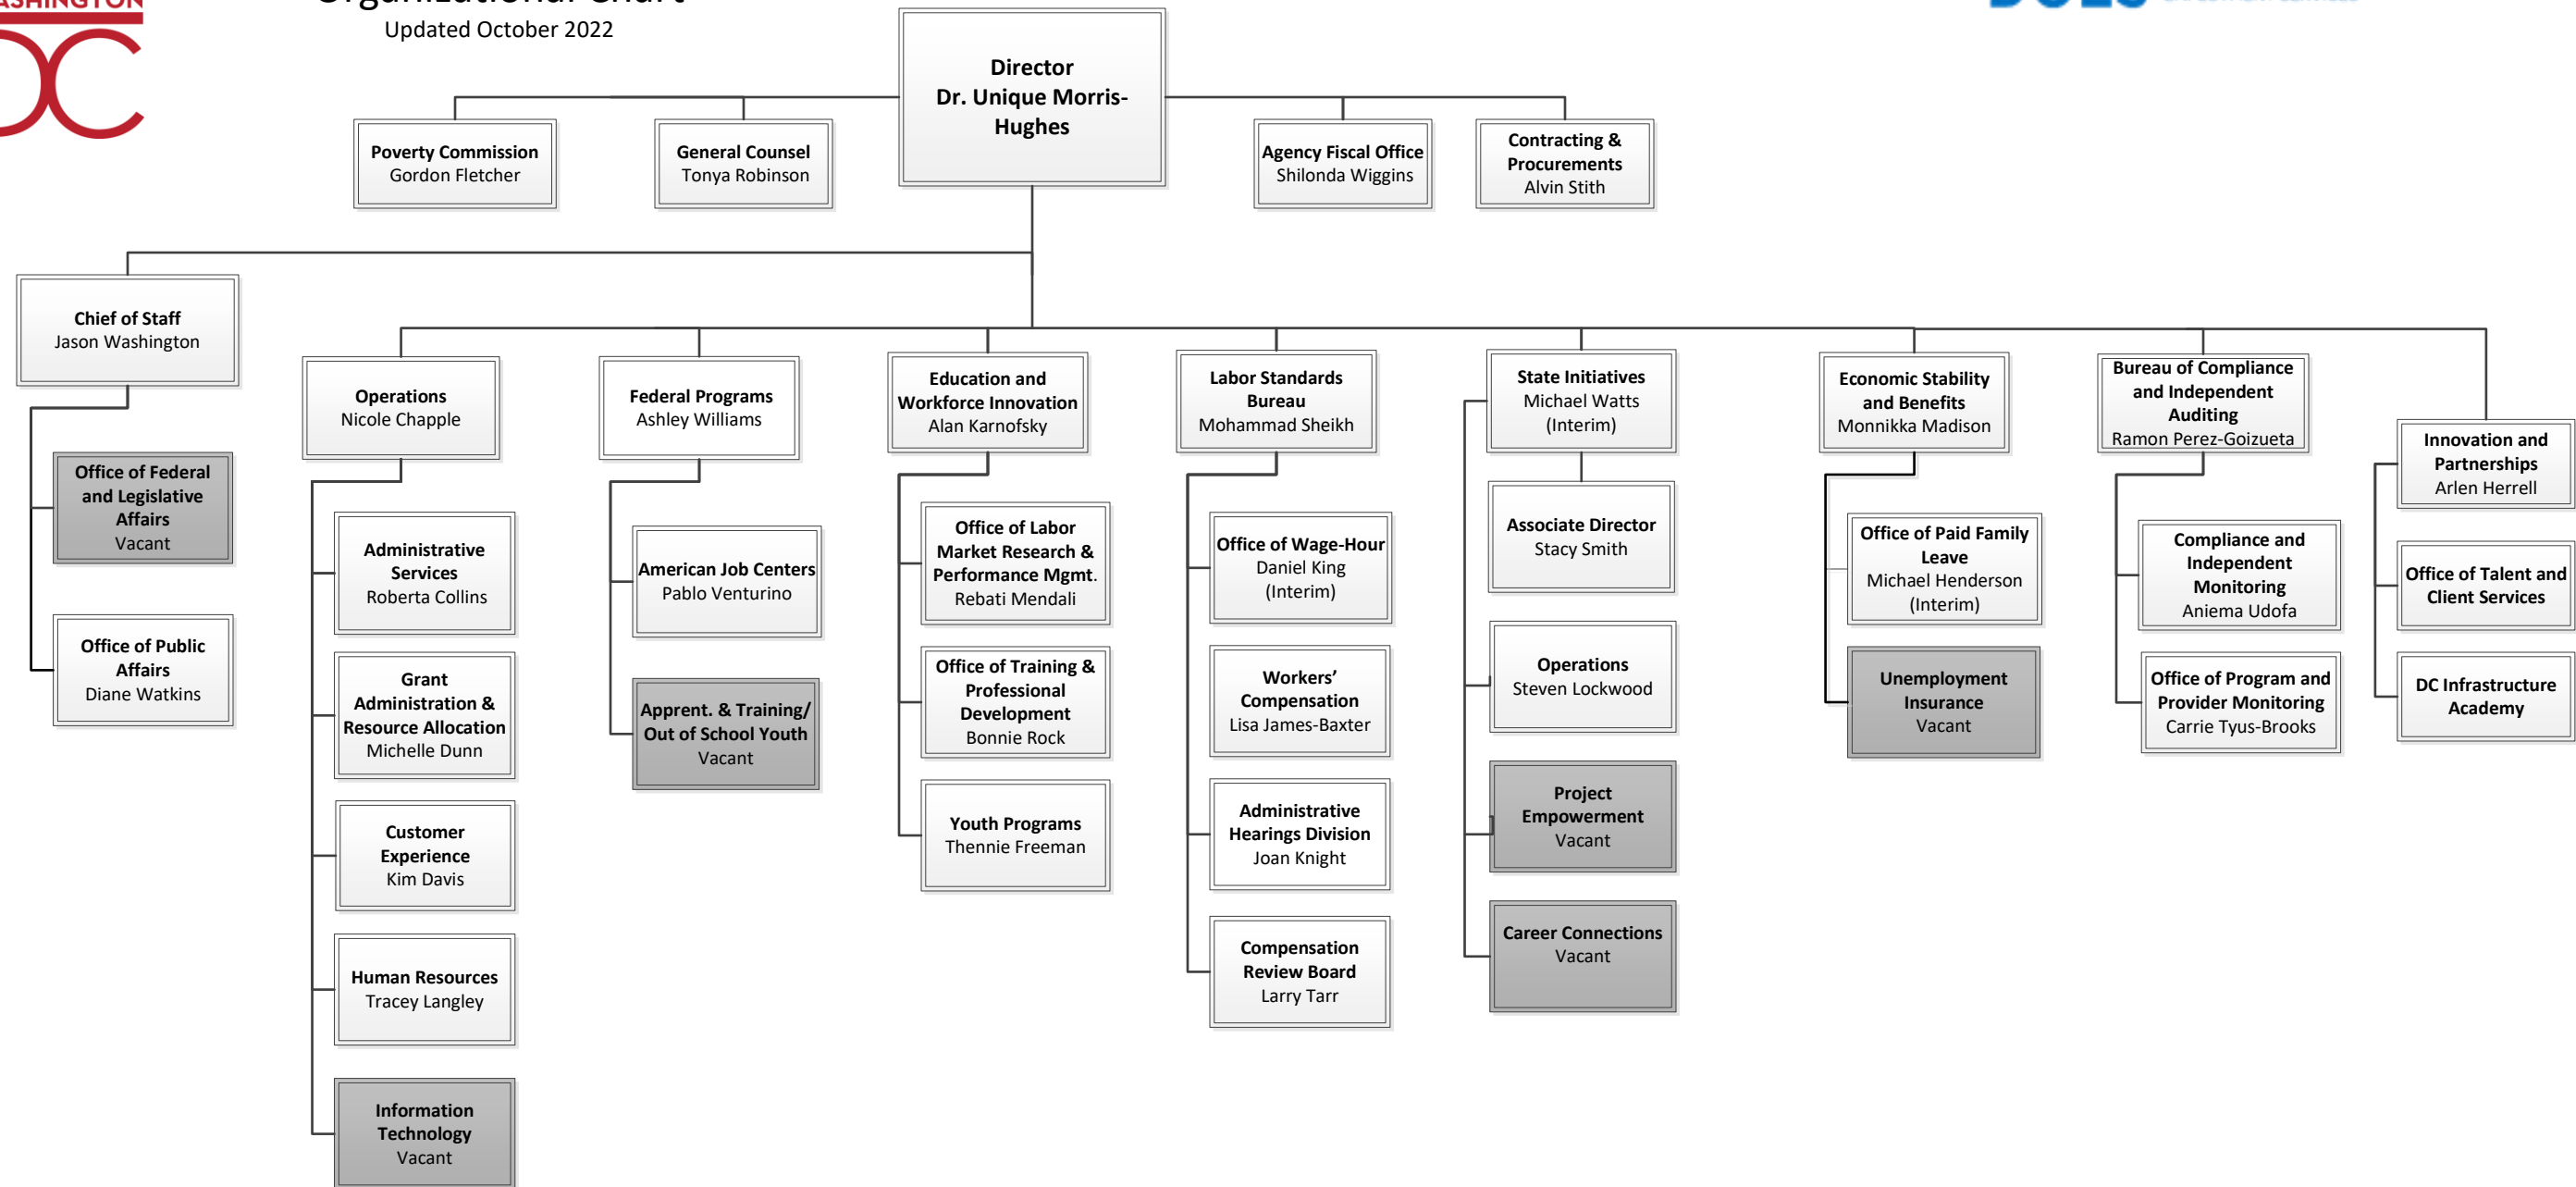 Updated October 2022
Director
Dr. Unique Morris-
Hughes
Poverty Commission
Gordon Fletcher
General Counsel
Tonya Robinson
Agency Fiscal Office
Shilonda Wiggins
Contracting &
Procurements
Alvin Stith
Chief of Staff
Jason Washington
Office of Federal
and Legislative
Affairs
Vacant
Office of Public
Affairs
Diane Watkins
Operations
Nicole Chapple
Administrative
Services
Roberta Collins
Grant
Administration &
Resource Allocation
Michelle Dunn
Customer
Experience
Kim Davis
Human Resources
Tracey Langley
Information
Technology
Vacant
Federal Programs
Ashley Williams
American Job Centers
Pablo Venturino
Apprent. & Training/
Out of School Youth
Vacant
Education and
Workforce Innovation
Alan Karnofsky
Office of Labor
Market Research &
Performance Mgmt.
Rebati Mendali
Office of Training &
Professional
Development
Bonnie Rock
Youth Programs
Thennie Freeman
Labor Standards
Bureau
Mohammad Sheikh
Office of Wage-Hour
Daniel King
(Interim)
Workers’
Compensation
Lisa James-Baxter
Administrative
Hearings Division
Joan Knight
Compensation
Review Board
Larry Tarr
State Initiatives
Michael Watts
(Interim)
Associate Director
Stacy Smith
Operations
Steven Lockwood
Project
Empowerment
Vacant
Career Connections
Vacant
Economic Stability
and Benefits
Monnikka Madison
Office of Paid Family
Leave
Michael Henderson
(Interim)
Unemployment
Insurance
Vacant
Bureau of Compliance
and Independent
Auditing
Ramon Perez-Goizueta
Compliance and
Independent
Monitoring
Aniema Udofa
Office of Program and
Provider Monitoring
Carrie Tyus-Brooks
Innovation and
Partnerships
Arlen Herrell
Office of Talent and
Client Services
DC Infrastructure
Academy